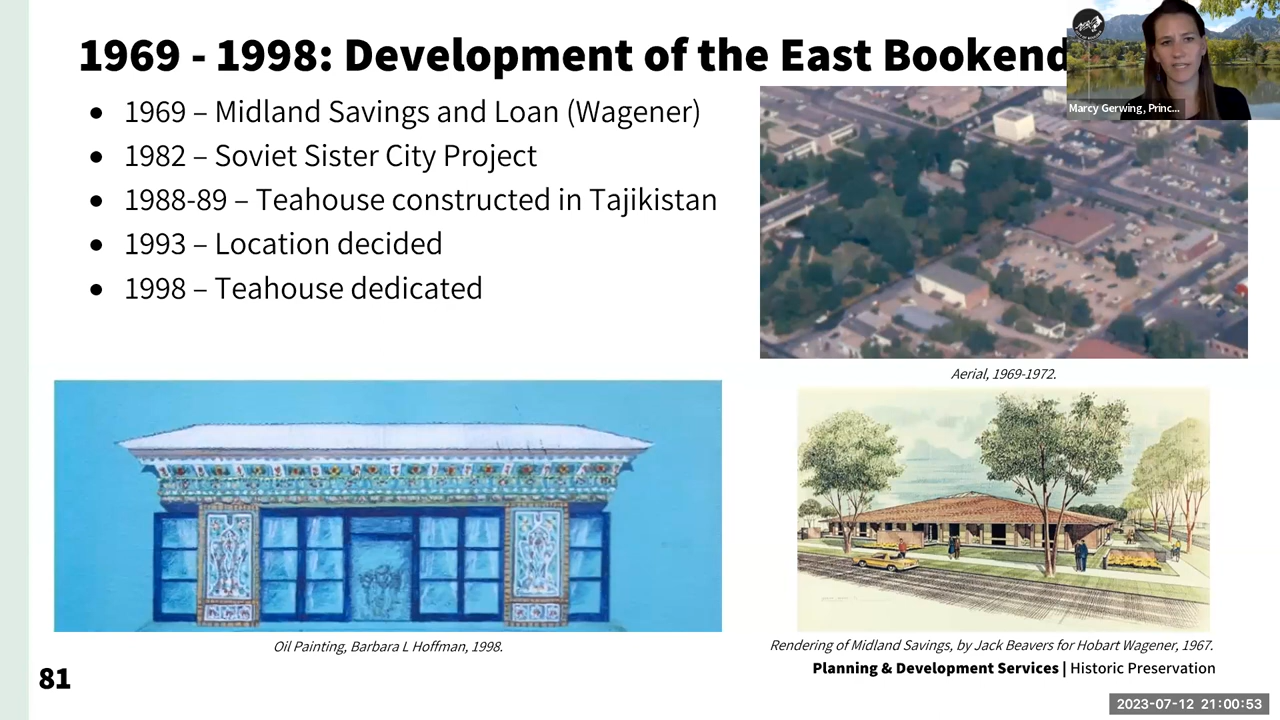 1969 - 1998: Development of the East Bookend
• 1969 – Midland Savings and Loan (Wagener)
• 1982 – Soviet Sister City Project
• 1988-89 – Teahouse constructed in Tajikistan
• 1993 – Location decided
• 1998 – Teahouse dedicated
Marcy Gerwing, Princ...
Aerial, 1969-1972.
Oil Painting, Barbara L Hoffman, 1998.
Rendering of Midland Savings, by Jack Beavers for Hobart Wagener, 1967.
Planning & Development Services | Historic Preservation
81
2023-07-12 21:00:53